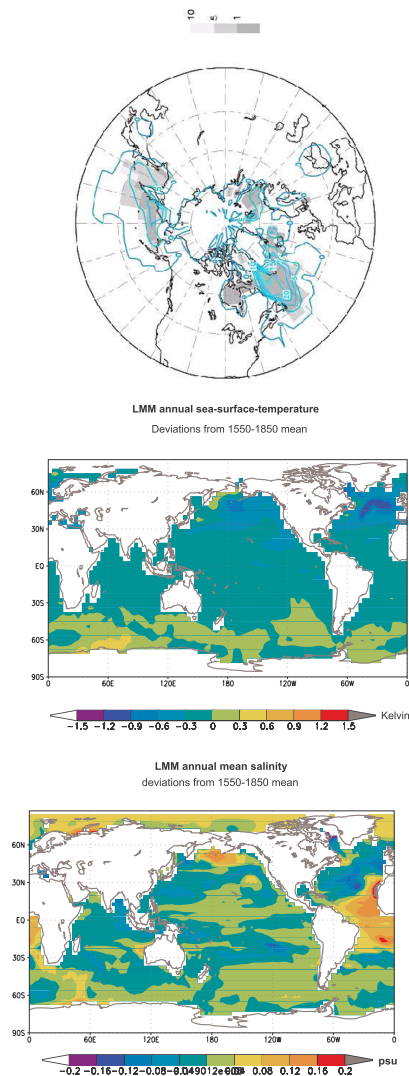 10 5 1
LMM annual sea-surface-temperature
Deviations from 1550-1850 mean
60N
30N
EQ
30S
60S
90S
0 60E 120E 180 120W 60W 0
-1.5 -1.2 -0.9 -0.6 -0.3 0 0.3 0.6 0.9 1.2 1.5 Kelvin
LMM annual mean salinity
deviations from 1550-1850 mean
60N
30N
EQ
30S
60S
90S
0 60E 120E 180 120W 60W 0
-0.2 -0.16 -0.12 0.08 0.12 0.16 0.2 psu